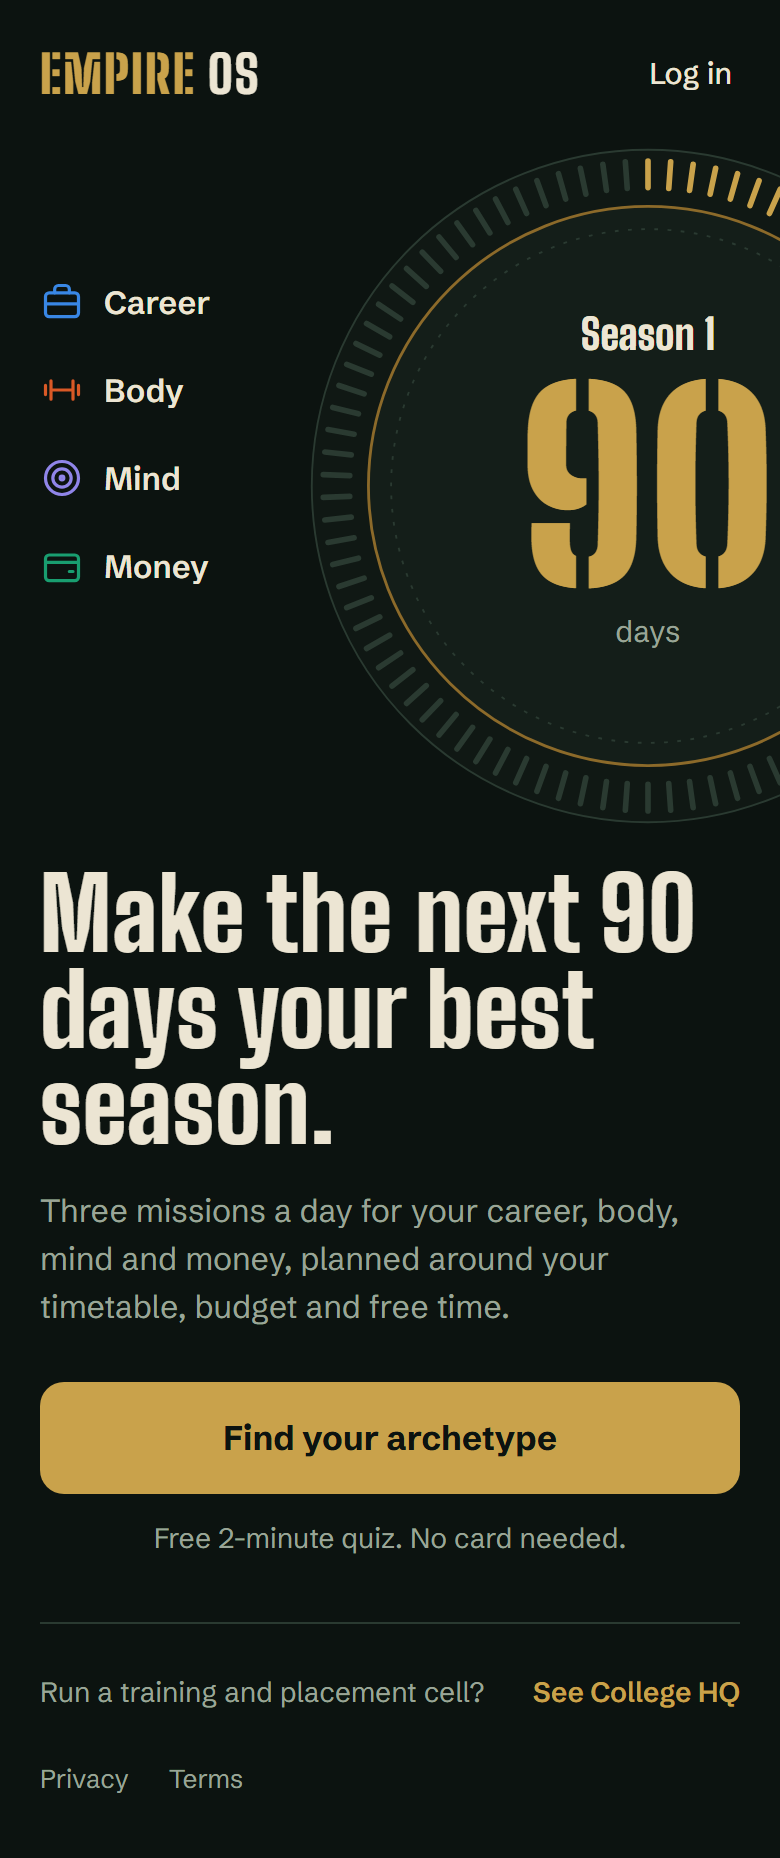 EMPIRE OS
Log in
Career
Body
Mind
Money
Season 1
90
days
Make the next 90
days your best
season.
Three missions a day for your career, body,
mind and money, planned around your
timetable, budget and free time.
Find your archetype
Free 2-minute quiz. No card needed.
Run a training and placement cell?
See College HQ
Privacy
Terms